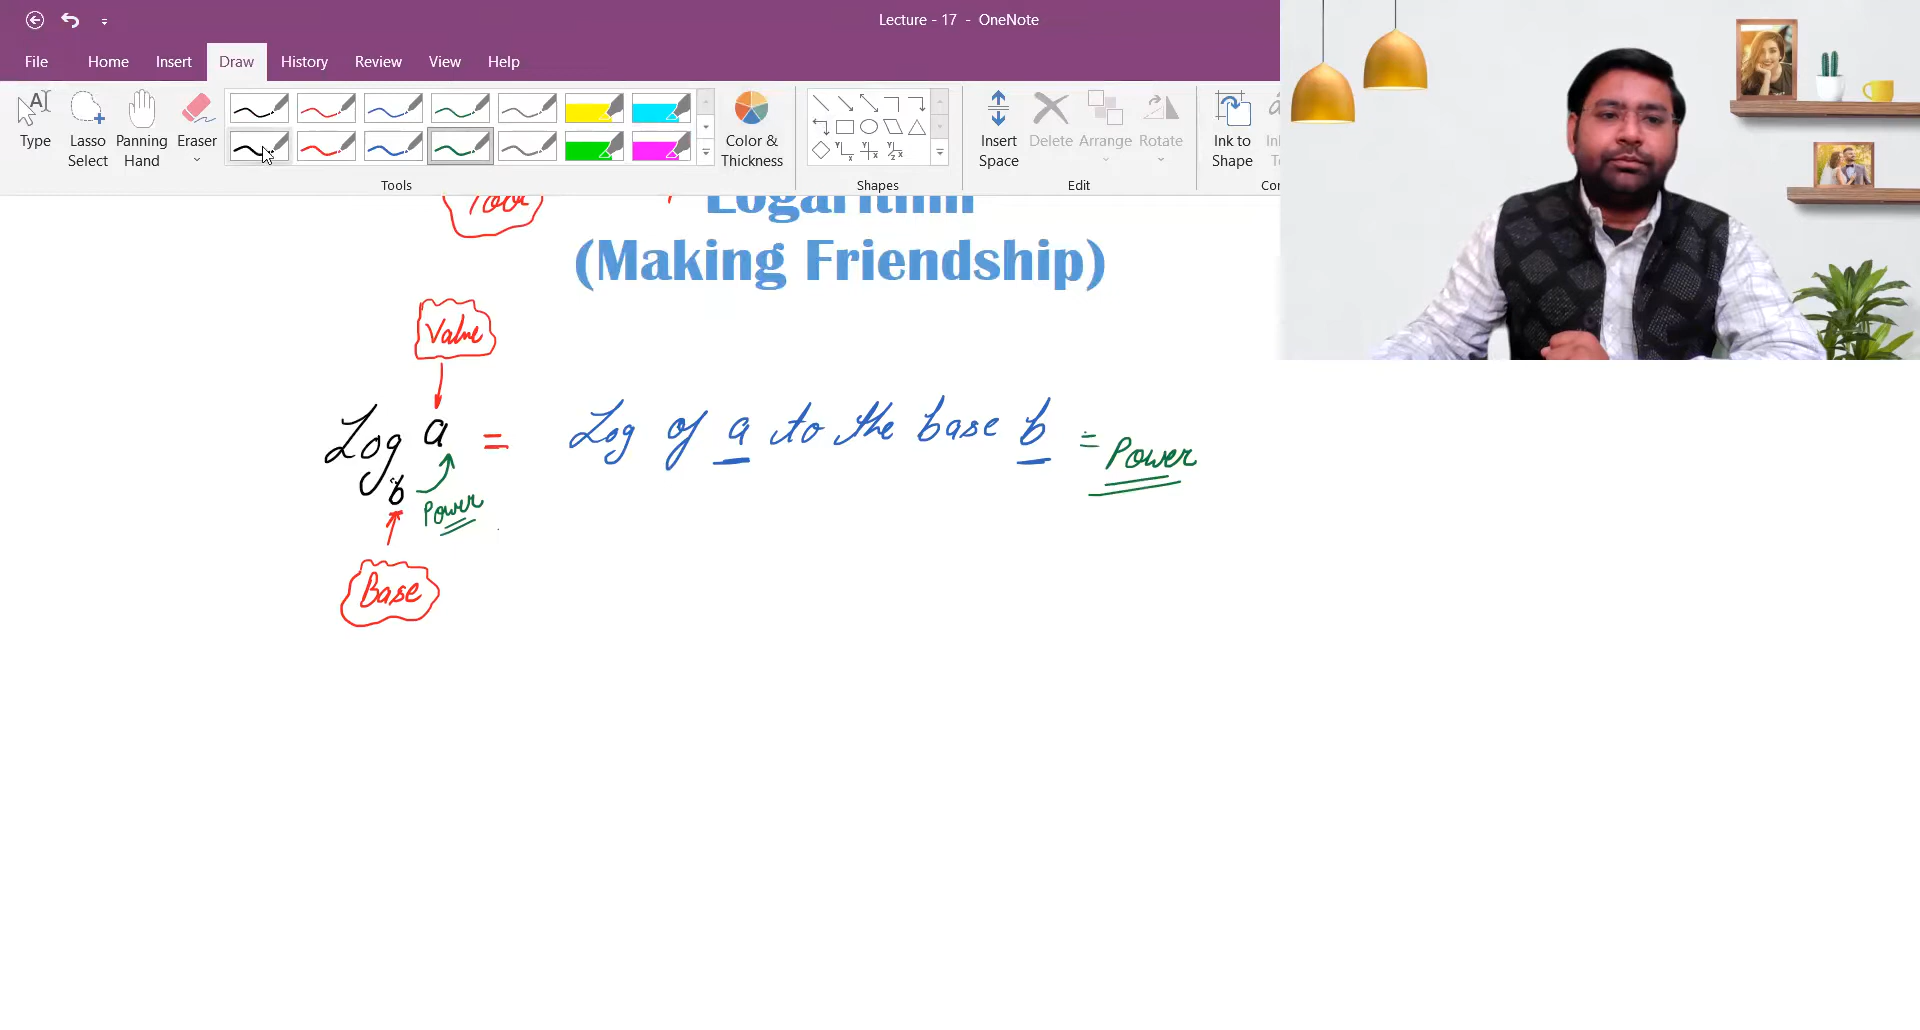 Lecture - 17 - OneNote
File Home Insert Draw History Review View Help
Type
Lasso Select
Panning Hand
Eraser
Color & Thickness
Insert Space
Delete
Arrange
Rotate
Ink to Shape
Tools
Shapes
Edit
Logarithm
(Making Friendship)
Value
Log b a = Log of a to the base b = Power
Power
Base